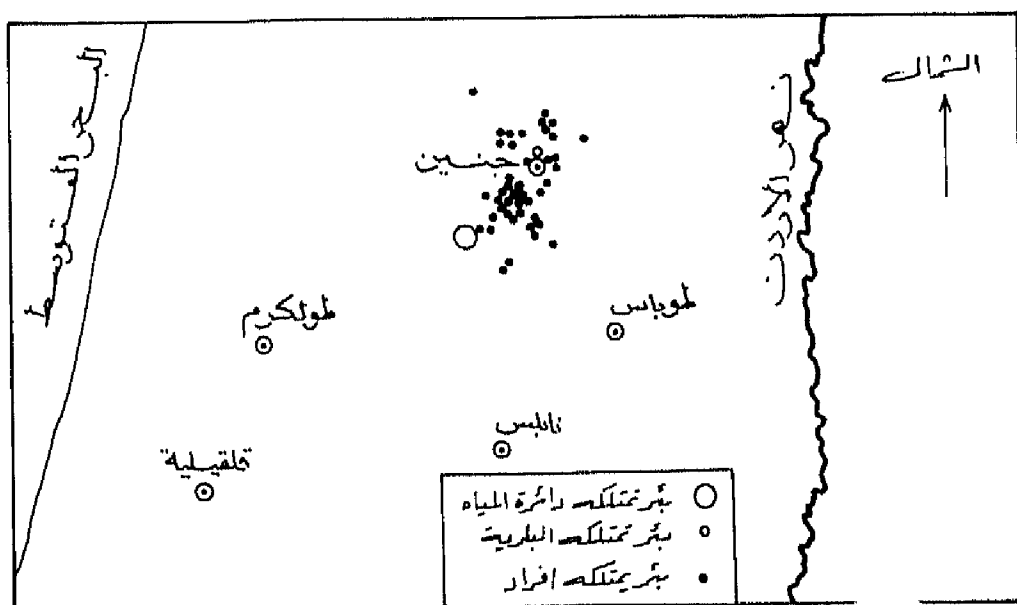 الشمال
نهر الأردن
البحر المتوسط
جنين
طولكرم
طوباس
نابلس
قلقيلية
بئر تمتلكه دائرة المياه
بئر تمتلكه البلدية
بئر يمتلكه افراد